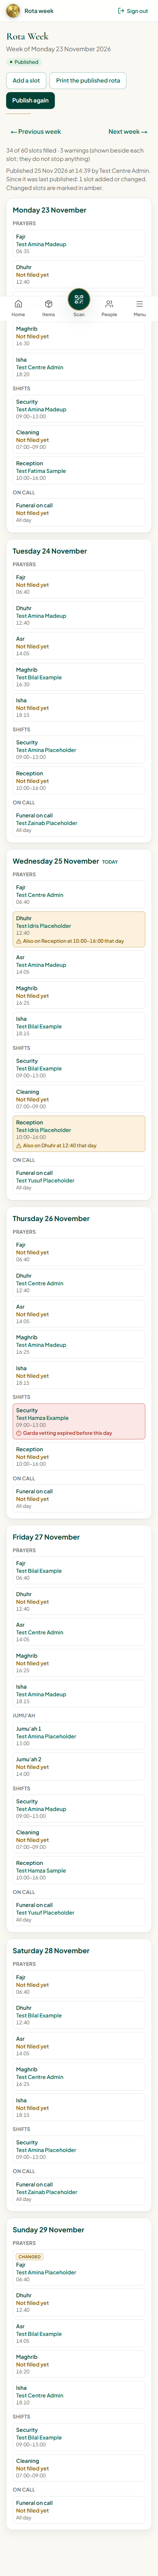 Rota week
Sign out
Rota Week
Week of Monday 23 November
Published
Add a slot
Print the published rota
Publish again
← Previous week
Next week →
34 of 60 slots filled · 3 warnings (shown beside each slot; they do not stop anything)
Published 25 Nov 2026 at 14:39 by Test Centre Admin. Since it was last published: 1 slot added or changed. Changed slots are marked in amber.
Monday 23 November
PRAYERS
Fajr
Test Amina Madeup
06:35
Dhuhr
Not filled yet
12:40
Home
Items
Scan
People
Menu
Maghrib
Not filled yet
16:30
Isha
Test Centre Admin
18:20
SHIFTS
Security
Test Amina Madeup
09:00–13:00
Cleaning
Not filled yet
07:00–09:00
Reception
Test Fatima Sample
10:00–16:00
ON CALL
Funeral on call
Not filled yet
All day
Tuesday 24 November
PRAYERS
Fajr
Not filled yet
06:40
Dhuhr
Test Amina Madeup
12:40
Asr
Not filled yet
14:05
Maghrib
Test Bilal Example
16:30
Isha
Not filled yet
18:15
SHIFTS
Security
Test Amina Placeholder
09:00–13:00
Reception
Not filled yet
10:00–16:00
ON CALL
Funeral on call
Test Zainab Placeholder
All day
Wednesday 25 November TODAY
PRAYERS
Fajr
Test Centre Admin
06:40
Dhuhr
Test Idris Placeholder
12:40
Also on Reception at 10:00–16:00 that day
Asr
Test Amina Madeup
14:05
Maghrib
Not filled yet
16:25
Isha
Test Bilal Example
18:15
SHIFTS
Security
Test Bilal Example
09:00–13:00
Cleaning
Not filled yet
07:00–09:00
Reception
Test Idris Placeholder
10:00–16:00
Also on Dhuhr at 12:40 that day
ON CALL
Funeral on call
Test Yusuf Placeholder
All day
Thursday 26 November
PRAYERS
Fajr
Not filled yet
06:40
Dhuhr
Test Centre Admin
12:40
Asr
Not filled yet
14:05
Maghrib
Test Amina Madeup
16:25
Isha
Not filled yet
18:15
SHIFTS
Security
Test Hamza Example
09:00–13:00
Garda vetting expired before this day
Reception
Not filled yet
10:00–16:00
ON CALL
Funeral on call
Not filled yet
All day
Friday 27 November
PRAYERS
Fajr
Test Bilal Example
06:40
Dhuhr
Not filled yet
12:40
Asr
Test Centre Admin
14:05
Maghrib
Not filled yet
16:25
Isha
Test Amina Madeup
18:15
JUMU'AH
Jumu'ah 1
Test Amina Placeholder
13:00
Jumu'ah 2
Not filled yet
14:00
SHIFTS
Security
Test Amina Madeup
09:00–13:00
Cleaning
Not filled yet
07:00–09:00
Reception
Test Hamza Sample
10:00–16:00
ON CALL
Funeral on call
Test Yusuf Placeholder
All day
Saturday 28 November
PRAYERS
Fajr
Not filled yet
06:40
Dhuhr
Test Bilal Example
12:40
Asr
Not filled yet
14:05
Maghrib
Test Centre Admin
16:25
Isha
Not filled yet
18:15
SHIFTS
Security
Test Amina Placeholder
09:00–13:00
ON CALL
Funeral on call
Test Zainab Placeholder
All day
Sunday 29 November
PRAYERS
CHANGED
Fajr
Test Amina Placeholder
06:40
Dhuhr
Not filled yet
12:40
Asr
Test Bilal Example
14:05
Maghrib
Not filled yet
16:20
Isha
Test Centre Admin
18:10
SHIFTS
Security
Test Bilal Example
09:00–13:00
Cleaning
Not filled yet
07:00–09:00
ON CALL
Funeral on call
Not filled yet
All day